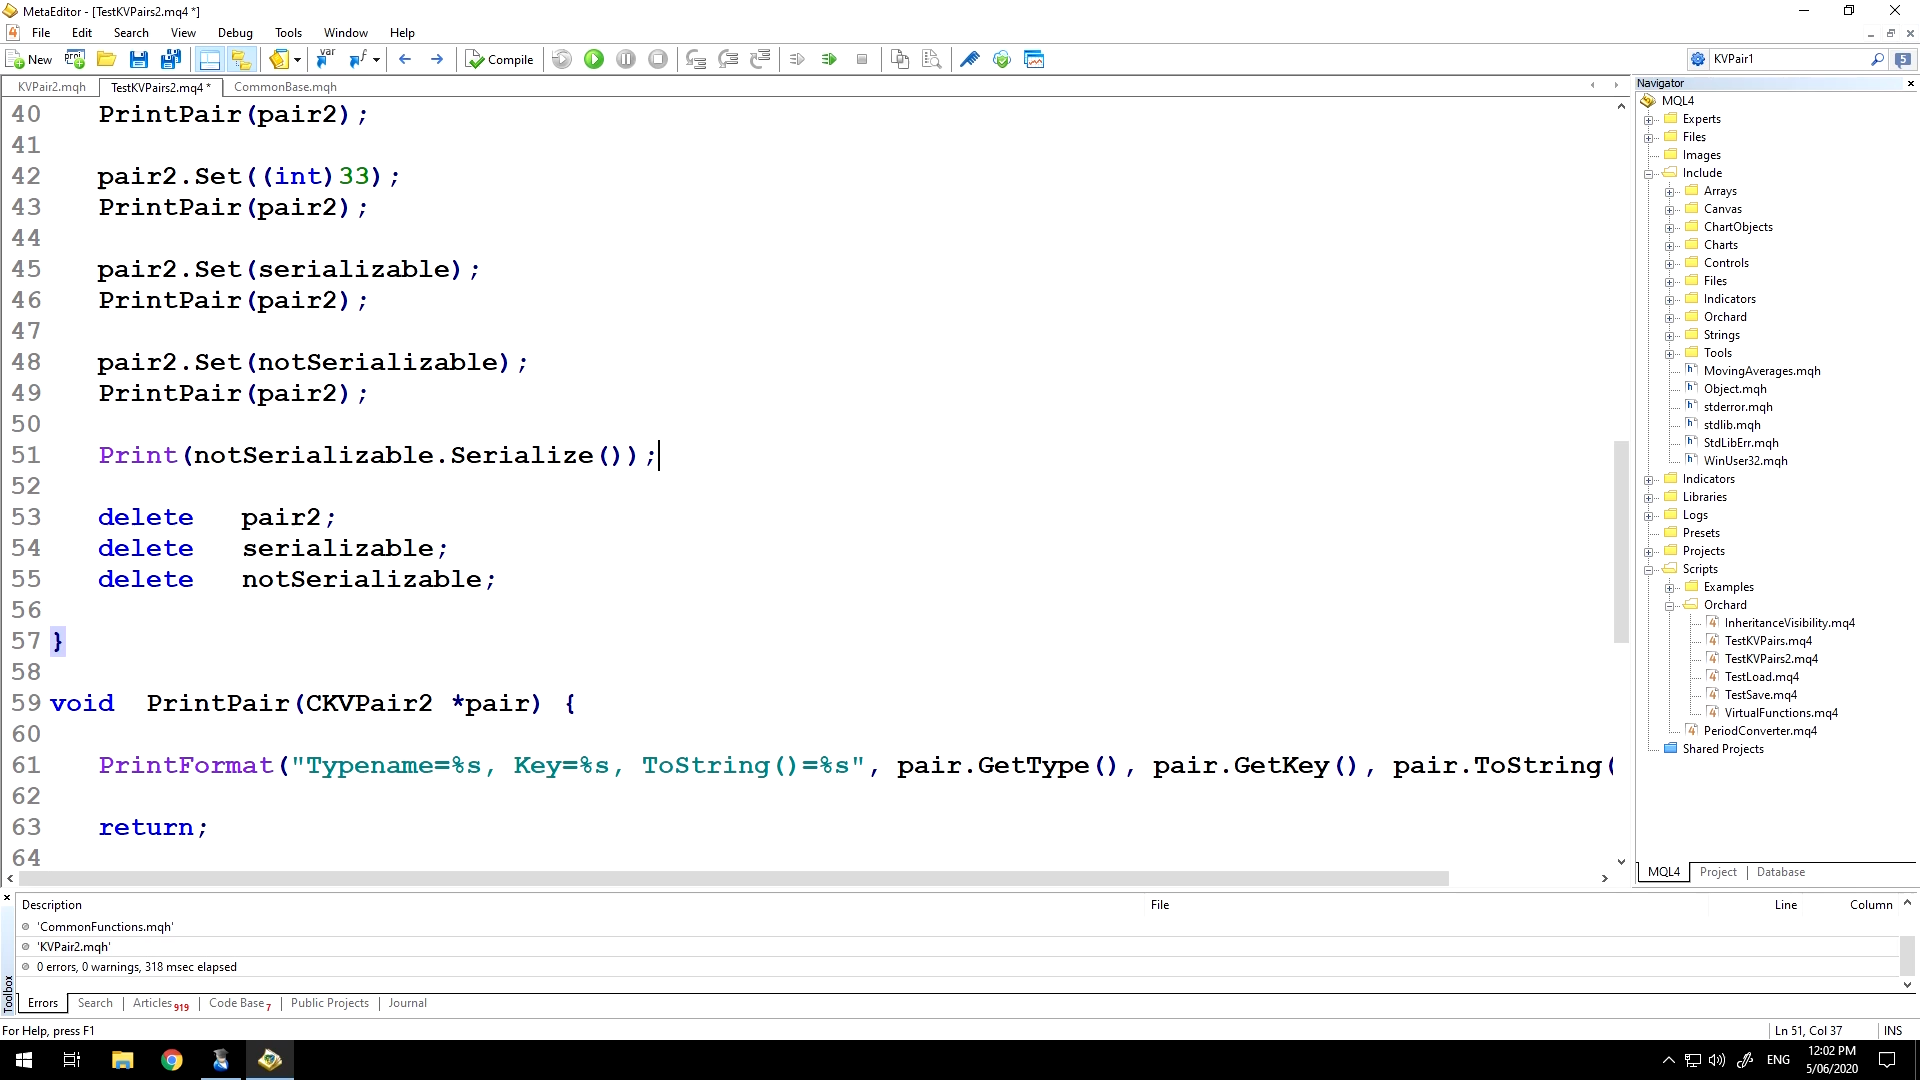 MetaEditor - [TestKVPairs2.mq4 *]
File Edit Search View Debug Tools Window Help
New Compile KVPair1 5
KVPair2.mqh TestKVPairs2.mq4 * CommonBase.mqh
40 PrintPair(pair2);
41
42 pair2.Set((int)33);
43 PrintPair(pair2);
44
45 pair2.Set(serializable);
46 PrintPair(pair2);
47
48 pair2.Set(notSerializable);
49 PrintPair(pair2);
50
51 Print(notSerializable.Serialize());
52
53 delete pair2;
54 delete serializable;
55 delete notSerializable;
56
57 }
58
59 void PrintPair(CKVPair2 *pair) {
60
61 PrintFormat("Typename=%s, Key=%s, ToString()=%s", pair.GetType(), pair.GetKey(), pair.ToString(
62
63 return;
64
Navigator
MQL4
Experts
Files
Images
Include
Arrays
Canvas
ChartObjects
Charts
Controls
Files
Indicators
Orchard
Strings
Tools
MovingAverages.mqh
Object.mqh
stderror.mqh
stdlib.mqh
StdLibErr.mqh
WinUser32.mqh
Indicators
Libraries
Logs
Presets
Projects
Scripts
Examples
Orchard
InheritanceVisibility.mq4
TestKVPairs.mq4
TestKVPairs2.mq4
TestLoad.mq4
TestSave.mq4
VirtualFunctions.mq4
PeriodConverter.mq4
Shared Projects
MQL4 Project Database
Description File Line Column
'CommonFunctions.mqh'
'KVPair2.mqh'
0 errors, 0 warnings, 318 msec elapsed
Toolbox
Errors Search Articles 919 Code Base 7 Public Projects Journal
For Help, press F1 Ln 51, Col 37 INS
ENG 12:02 PM
5/06/2020